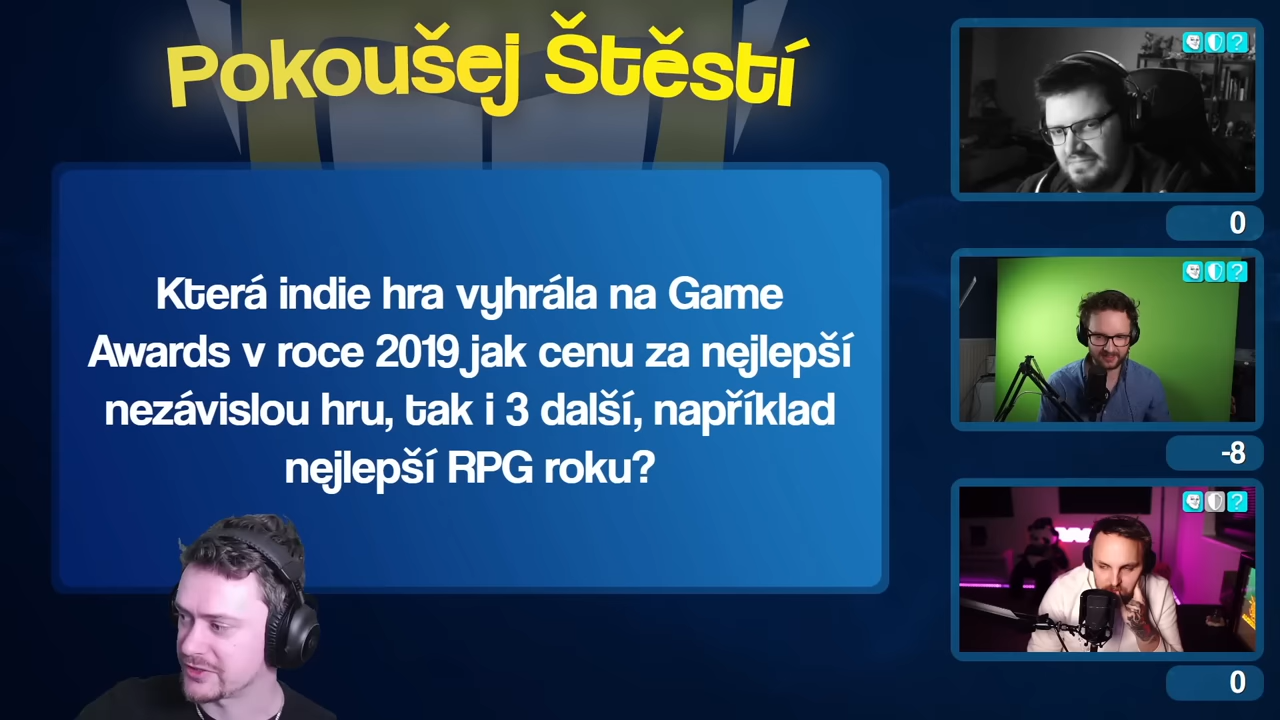 Pokoušej Štěstí
Která indie hra vyhrála na Game
Awards v roce 2019 jak cenu za nejlepší
nezávislou hru, tak i 3 další, například
nejlepší RPG roku?
?
0
?
-8
?
0